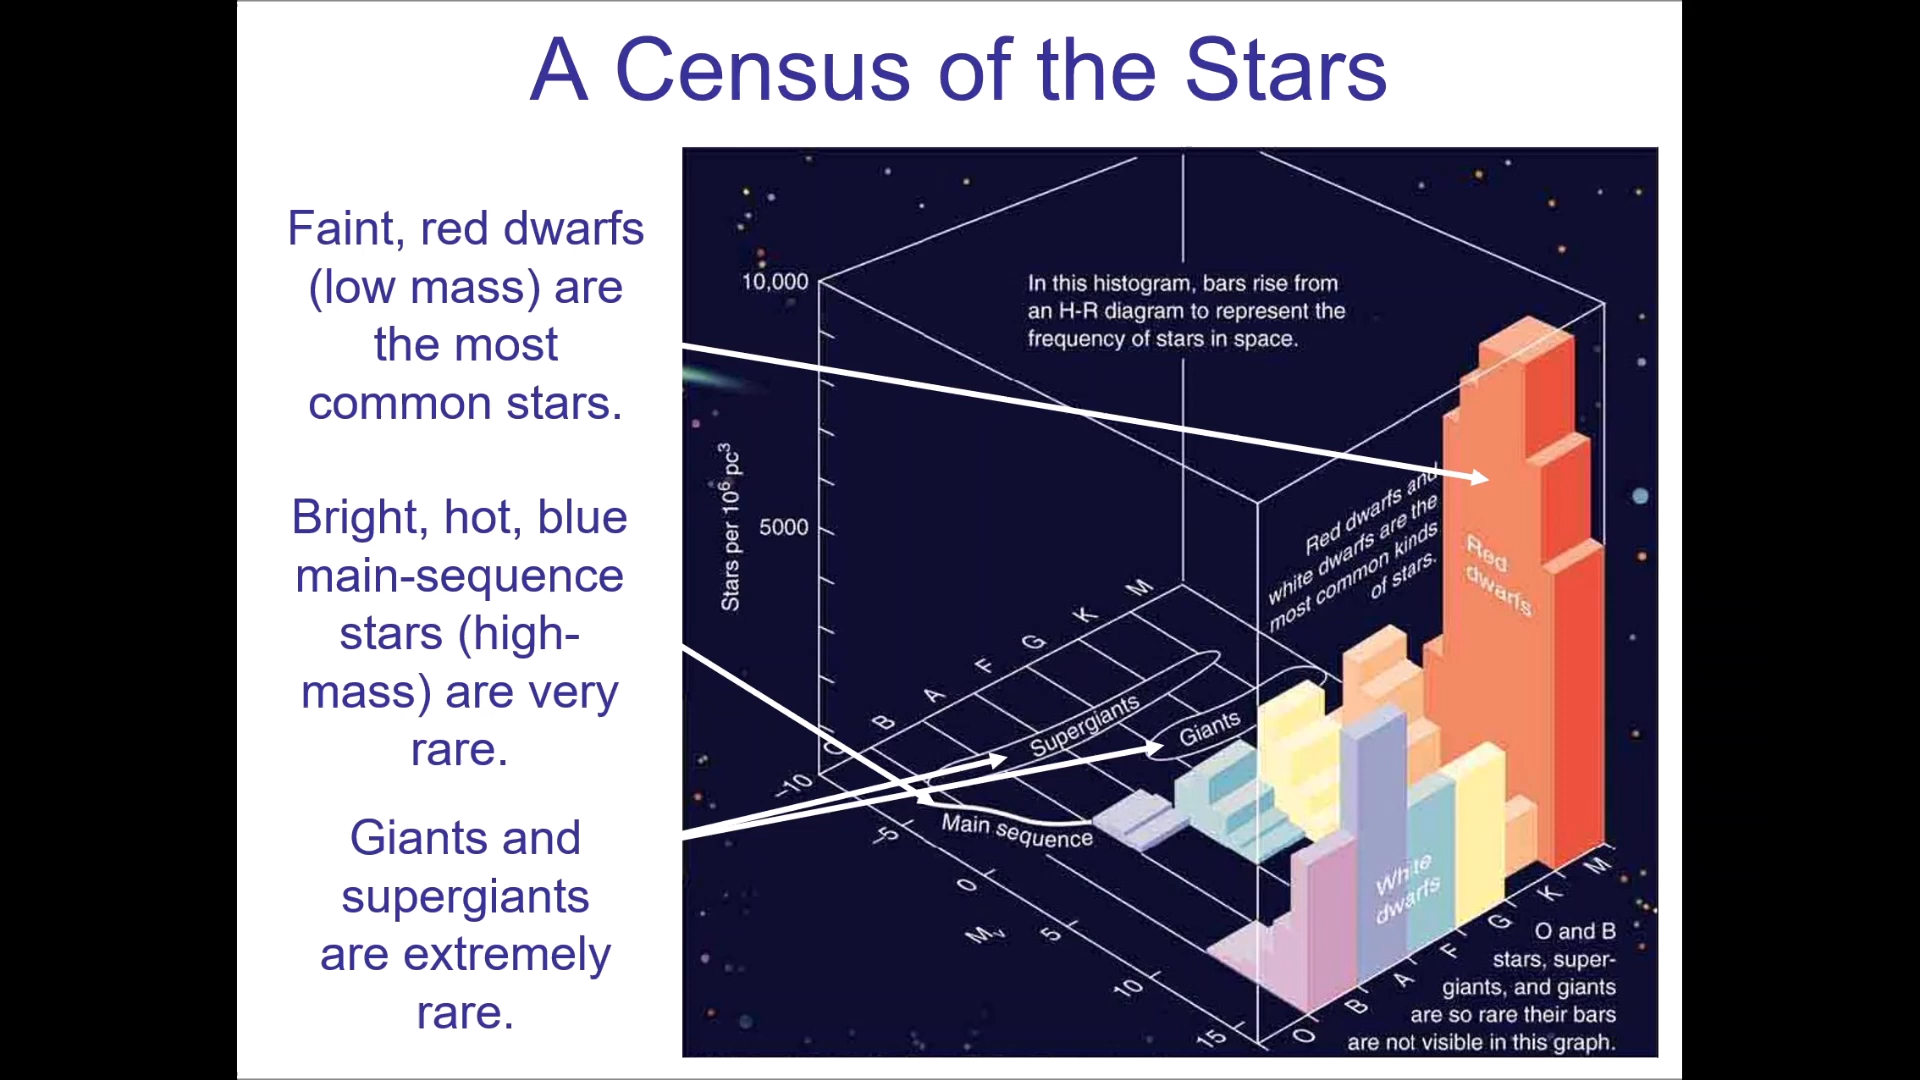 A Census of the Stars
Faint, red dwarfs
(low mass) are
the most
common stars.
Bright, hot, blue
main-sequence
stars (high-
mass) are very
rare.
Giants and
supergiants
are extremely
rare.
10,000
5000
Stars per 10⁶ pc³
In this histogram, bars rise from
an H-R diagram to represent the
frequency of stars in space.
Red dwarfs and
white dwarfs are the
most common kinds
of stars.
Red
dwarfs
O B A F G K M
Supergiants
Giants
Main sequence
White
dwarfs
–10
–5
0
5
10
15
Mᵥ
O B A F G K M
O and B
stars, super-
giants, and giants
are so rare their bars
are not visible in this graph.